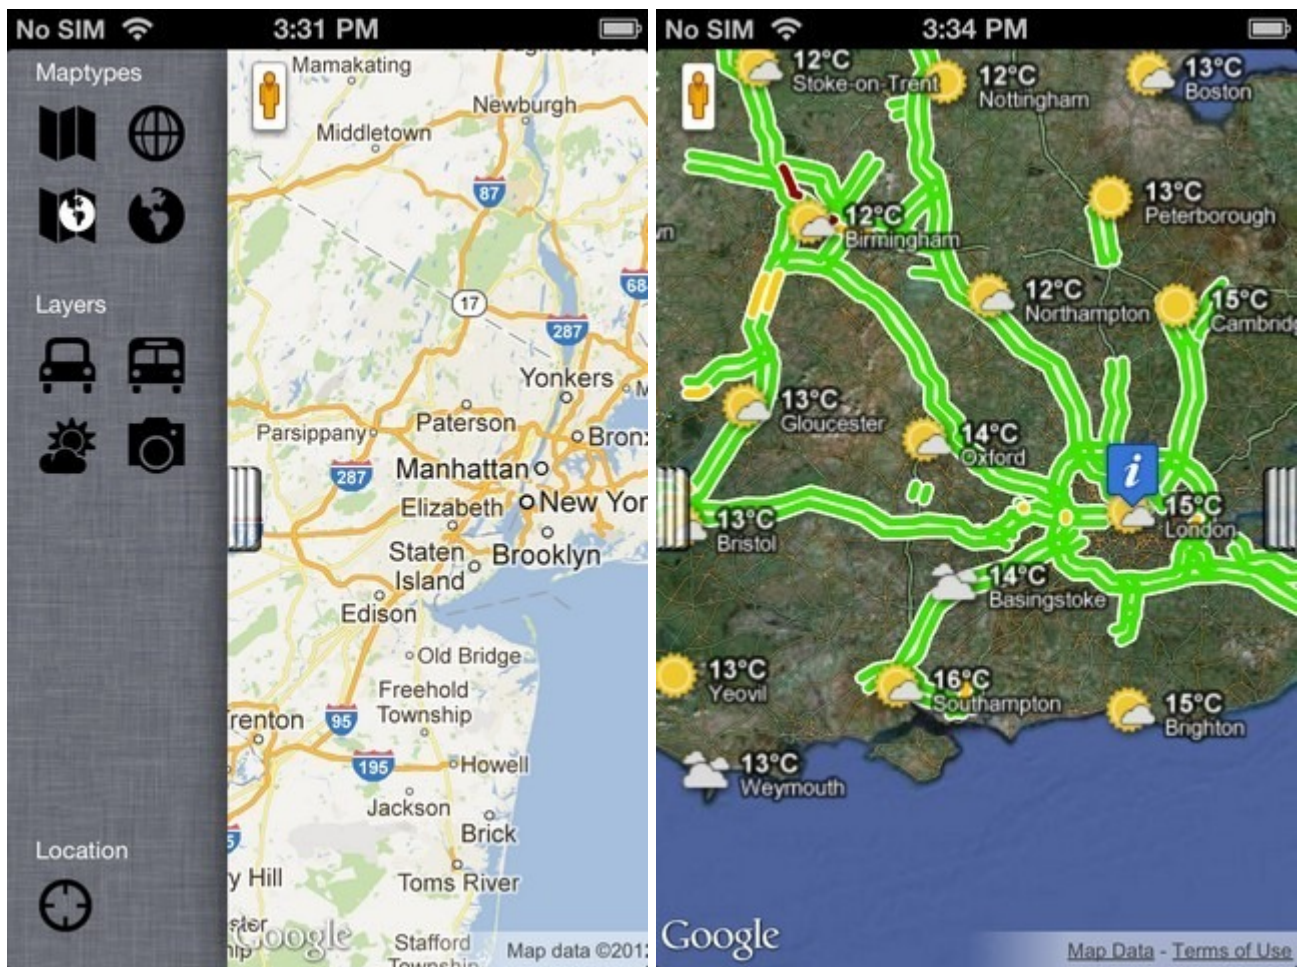 No SIM
3:31 PM
Maptypes
Layers
Location
Mamakating
Newburgh
Middletown
87
684
17
287
Yonkers
Paterson
Parsippany
287
Manhattan
New Yor
Elizabeth
Brooklyn
Staten
Island
Edison
Old Bridge
Freehold
Township
95
renton
195
Howell
Jackson
Brick
y Hill
Toms River
Google
Stafford
Township
Map data ©201
No SIM
3:34 PM
12°C
Stoke-on-Trent
12°C
Nottingham
13°C
Boston
13°C
Peterborough
12°C
Birmingham
12°C
Northampton
15°C
Cambridg
13°C
Gloucester
14°C
Oxford
i
15°C
London
13°C
Bristol
14°C
Basingstoke
13°C
Yeovil
16°C
Southampton
15°C
Brighton
13°C
Weymouth
Google
Map Data - Terms of Use